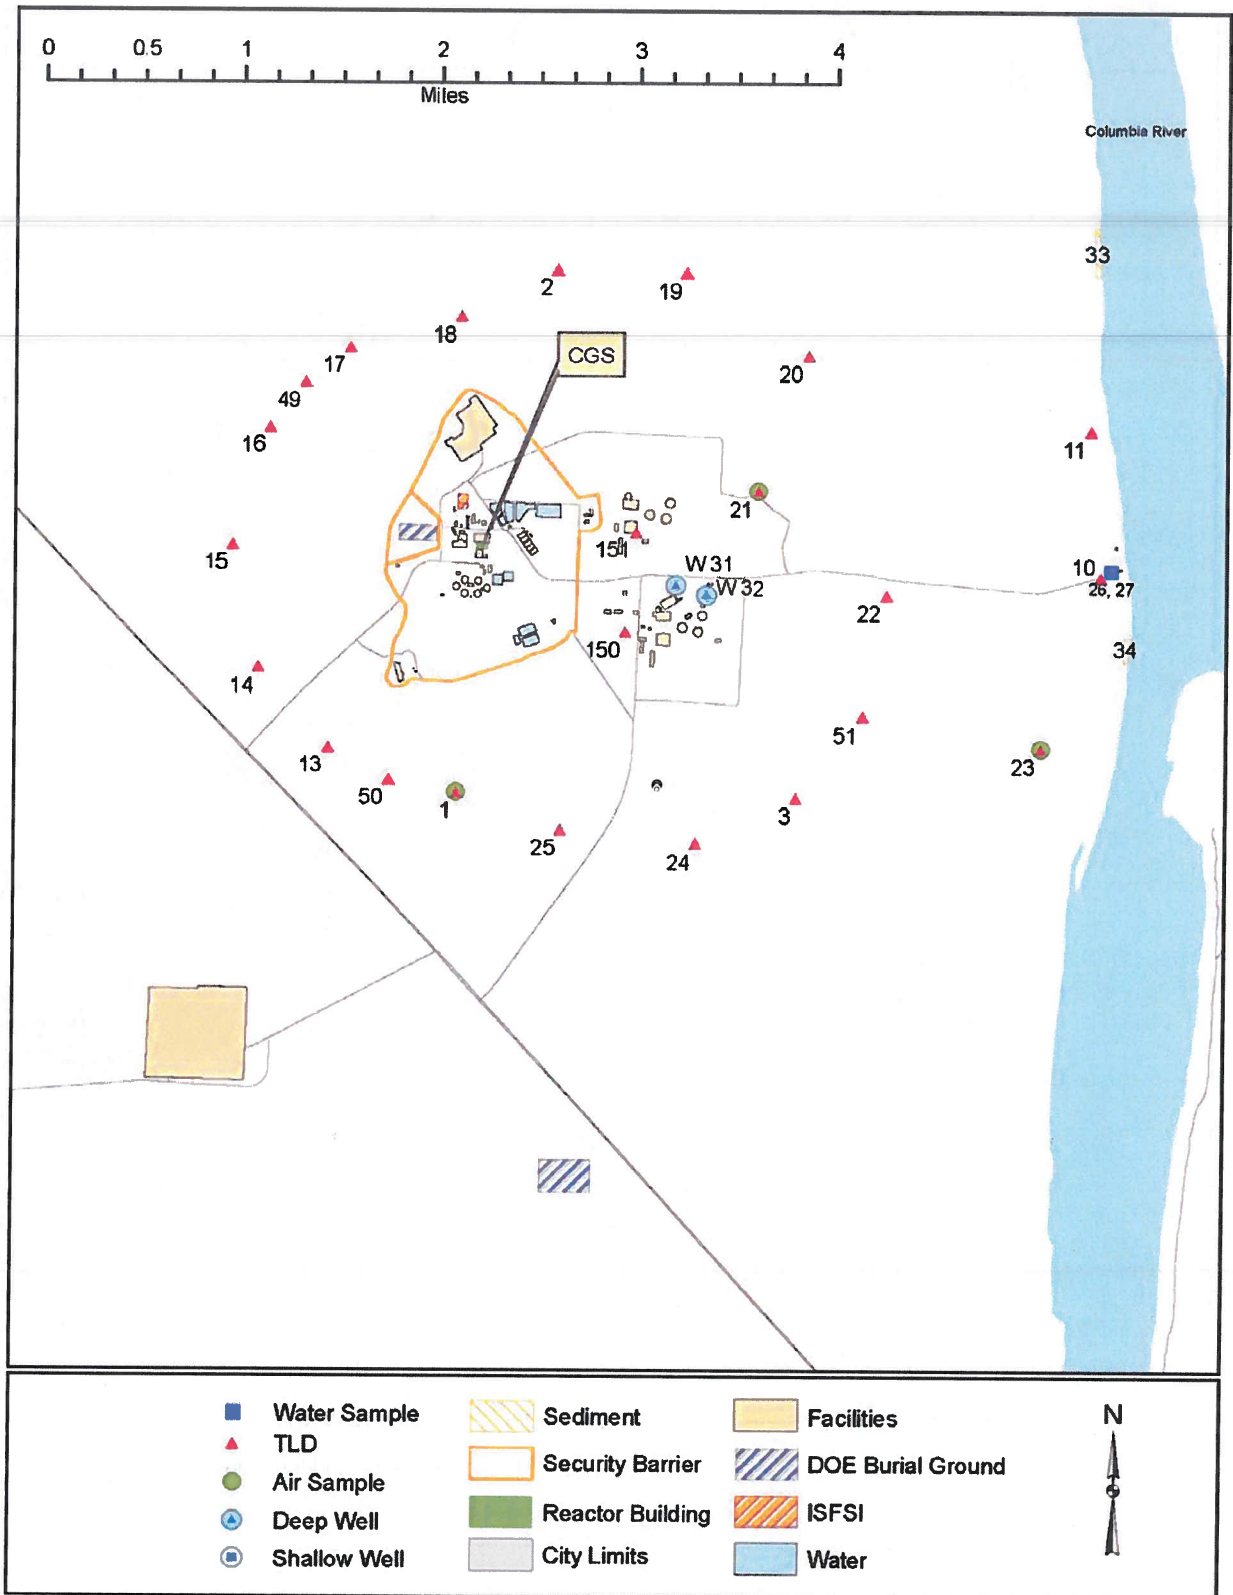 0 0.5 1 2 3 4
Miles
Columbia River
33
2
19
18
17
CGS
20
49
16
11
21
15
151
W31
10
W32
26, 27
22
150
34
14
51
13
23
50
1
3
25
24
Water Sample
TLD
Air Sample
Deep Well
Shallow Well
Sediment
Security Barrier
Reactor Building
City Limits
Facilities
DOE Burial Ground
ISFSI
Water
N